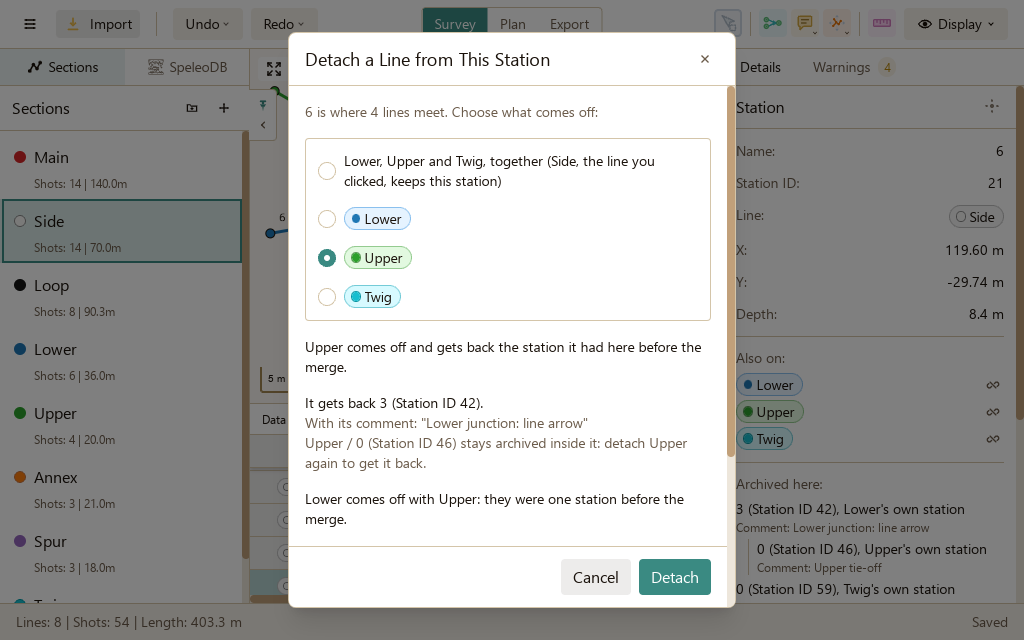 Import
Undo
Redo
Survey
Plan
Export
Display
Sections
SpeleoDB
Details
Warnings
4
Sections
Main
Shots: 14 | 140.0m
Side
Shots: 14 | 70.0m
Loop
Shots: 8 | 90.3m
Lower
Shots: 6 | 36.0m
Upper
Shots: 4 | 20.0m
Annex
Shots: 3 | 21.0m
Spur
Shots: 3 | 18.0m
6
5 m
Data
Detach a Line from This Station
×
6 is where 4 lines meet. Choose what comes off:
Lower, Upper and Twig, together (Side, the line you
clicked, keeps this station)
Lower
Upper
Twig
Upper comes off and gets back the station it had here before the
merge.
It gets back 3 (Station ID 42).
With its comment: "Lower junction: line arrow"
Upper / 0 (Station ID 46) stays archived inside it: detach Upper
again to get it back.
Lower comes off with Upper: they were one station before the
merge.
Cancel
Detach
Station
Name:
6
Station ID:
21
Line:
Side
X:
119.60 m
Y:
-29.74 m
Depth:
8.4 m
Also on:
Lower
Upper
Twig
Archived here:
3 (Station ID 42), Lower's own station
Comment: Lower junction: line arrow
0 (Station ID 46), Upper's own station
Comment: Upper tie-off
0 (Station ID 59), Twig's own station
Lines: 8 | Shots: 54 | Length: 403.3 m
Saved